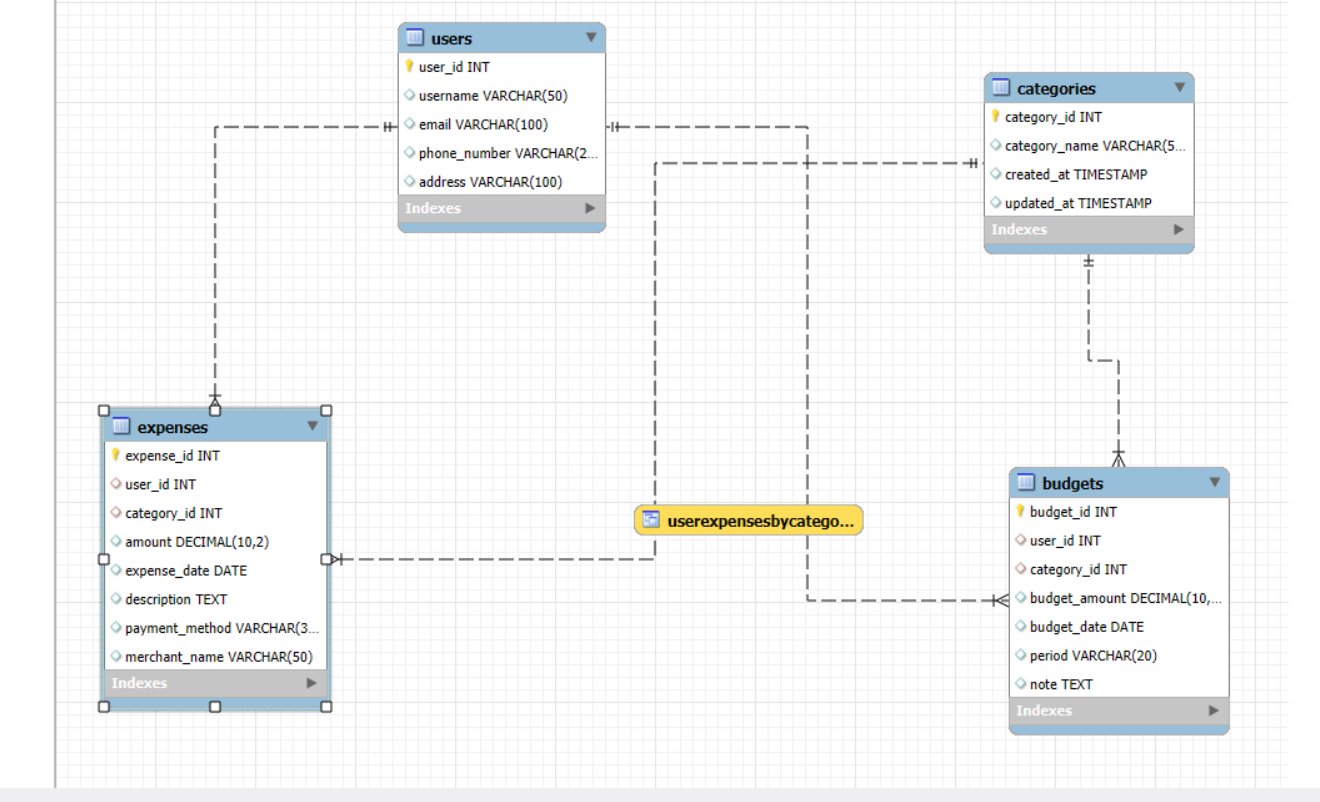 users
user_id INT
username VARCHAR(50)
email VARCHAR(100)
phone_number VARCHAR(2...
address VARCHAR(100)
Indexes
categories
category_id INT
category_name VARCHAR(5...
created_at TIMESTAMP
updated_at TIMESTAMP
Indexes
expenses
expense_id INT
user_id INT
category_id INT
amount DECIMAL(10,2)
expense_date DATE
description TEXT
payment_method VARCHAR(3...
merchant_name VARCHAR(50)
Indexes
userexpensesbycatego...
budgets
budget_id INT
user_id INT
category_id INT
budget_amount DECIMAL(10,...
budget_date DATE
period VARCHAR(20)
note TEXT
Indexes